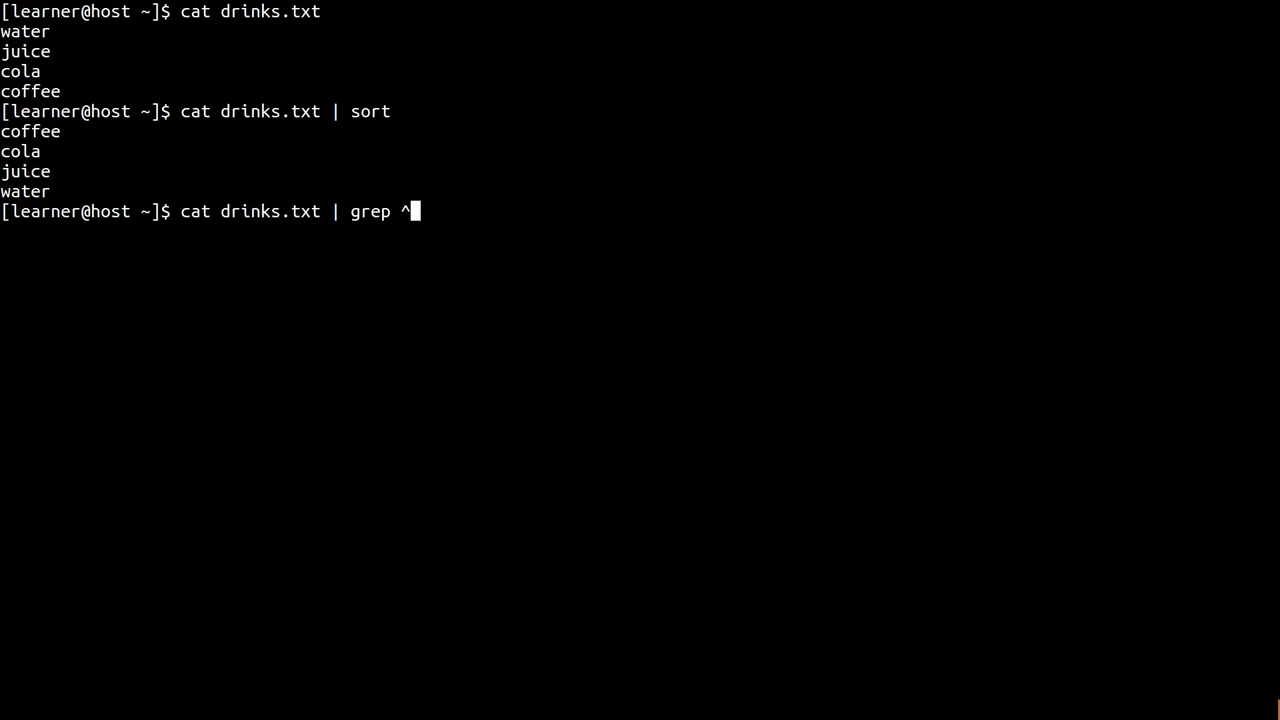 [learner@host ~]$ cat drinks.txt
water
juice
cola
coffee
[learner@host ~]$ cat drinks.txt | sort
coffee
cola
juice
water
[learner@host ~]$ cat drinks.txt | grep ^